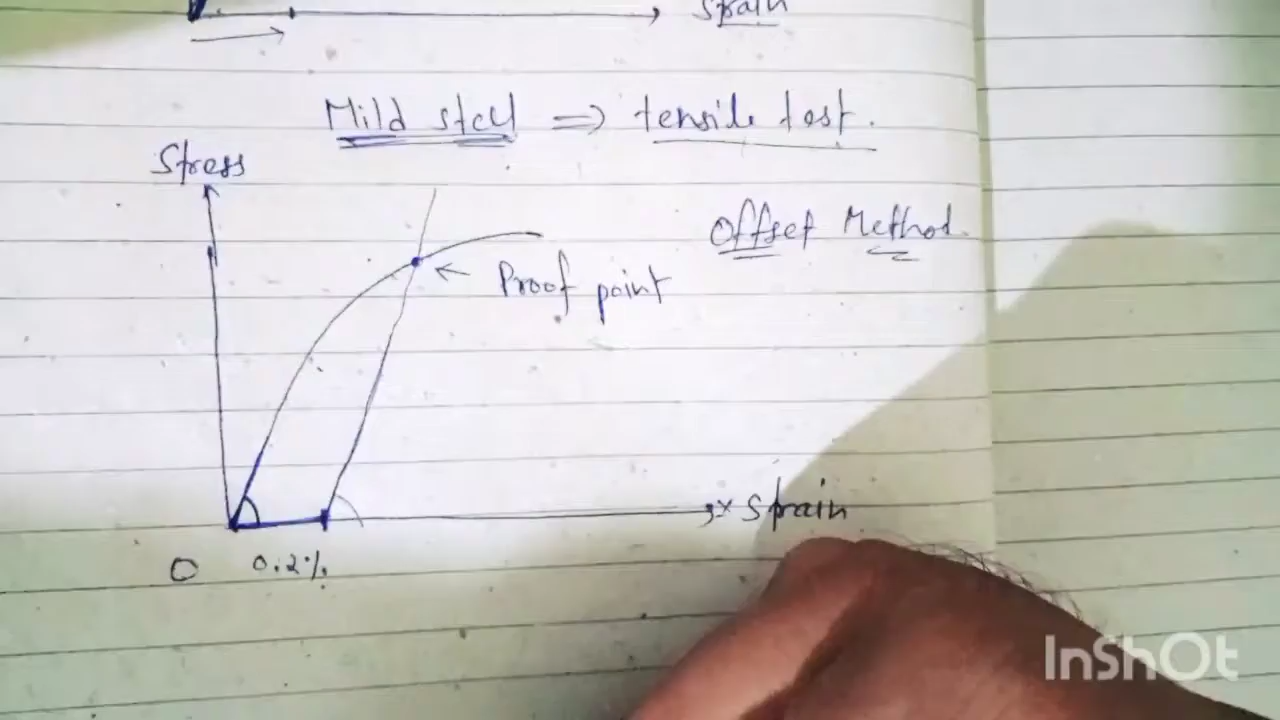 Strain
Mild steel ⇒ tensile test.
Stress
Offset Method.
Proof point
strain
O 0.2%
InShOt